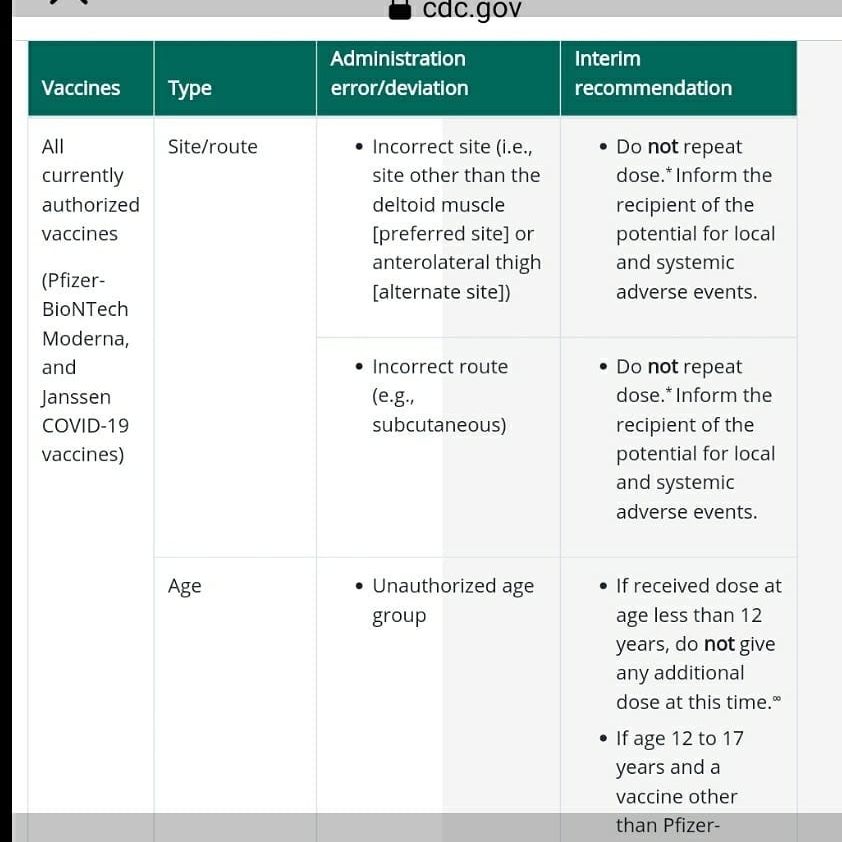 cdc.gov
Vaccines
Type
Administration
error/deviation
Interim
recommendation
All
currently
authorized
vaccines
(Pfizer-
BioNTech
Moderna,
and
Janssen
COVID-19
vaccines)
Site/route
• Incorrect site (i.e.,
site other than the
deltoid muscle
[preferred site] or
anterolateral thigh
[alternate site])
• Do not repeat
dose.* Inform the
recipient of the
potential for local
and systemic
adverse events.
• Incorrect route
(e.g.,
subcutaneous)
• Do not repeat
dose.* Inform the
recipient of the
potential for local
and systemic
adverse events.
Age
• Unauthorized age
group
• If received dose at
age less than 12
years, do not give
any additional
dose at this time.∞
• If age 12 to 17
years and a
vaccine other
than Pfizer-